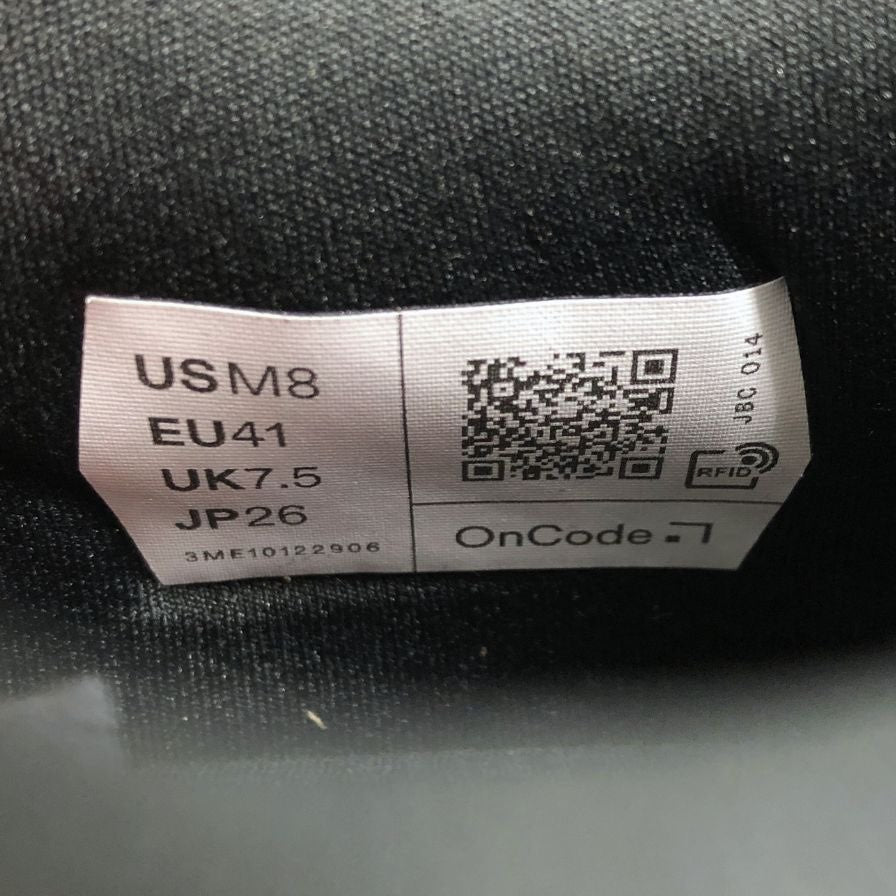 USM8
EU41
UK7.5
JP26
3ME10122906
JBC 014
RFID
OnCode